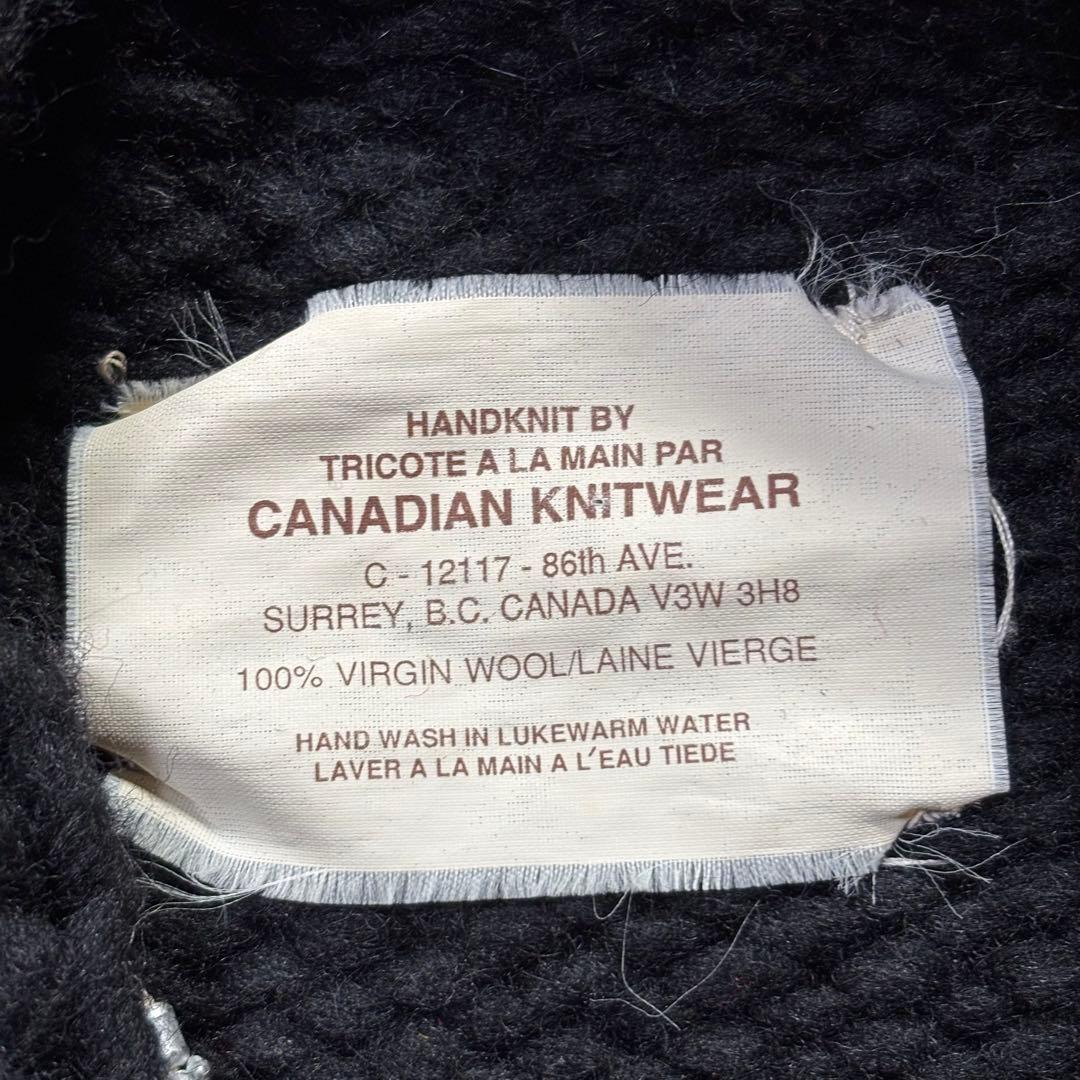 HANDKNIT BY
TRICOTE A LA MAIN PAR
CANADIAN KNITWEAR
C - 12117 - 86th AVE.
SURREY, B.C. CANADA V3W 3H8
100% VIRGIN WOOL/LAINE VIERGE
HAND WASH IN LUKEWARM WATER
LAVER A LA MAIN A L'EAU TIEDE